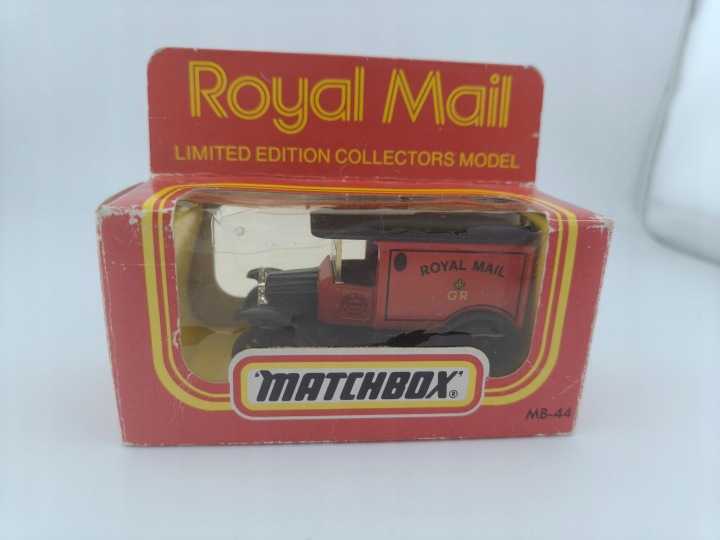 Royal Mail
LIMITED EDITION COLLECTORS MODEL
ROYAL MAIL
GR
"MATCHBOX"®
MB-44